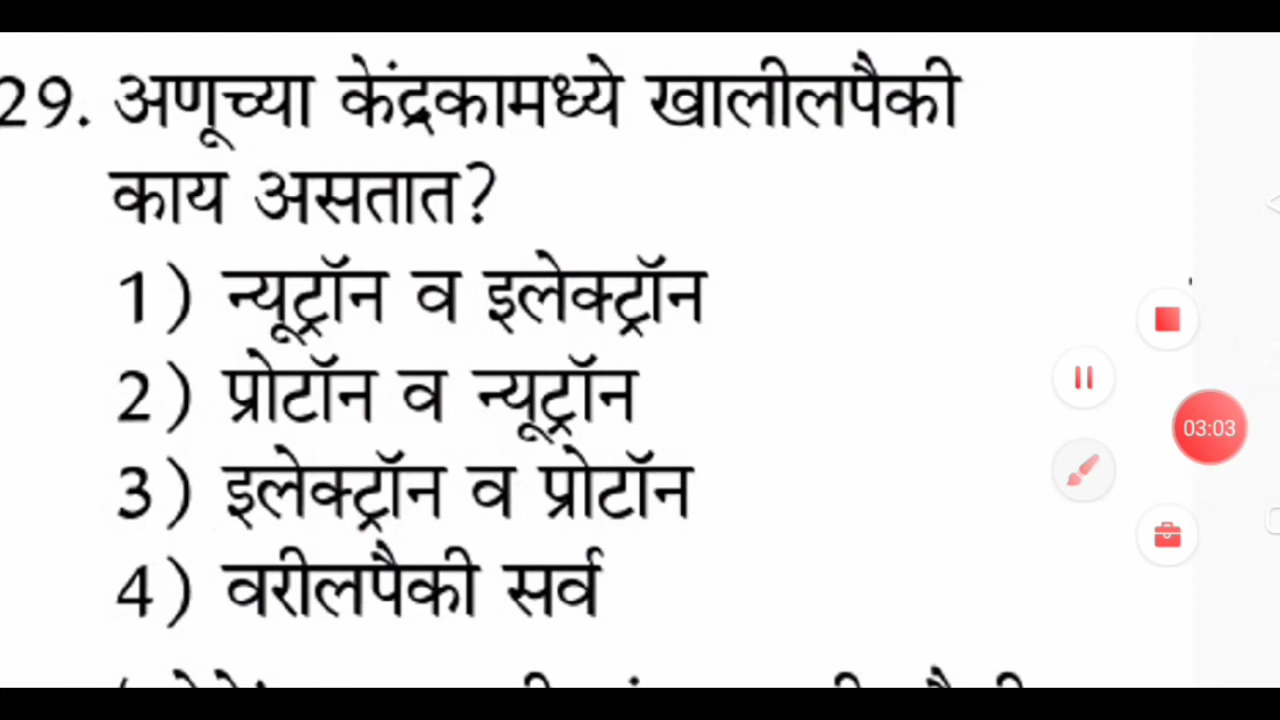 29. अणूच्या केंद्रकामध्ये खालीलपैकी
काय असतात?
1) न्यूट्रॉन व इलेक्ट्रॉन
2) प्रोटॉन व न्यूट्रॉन
3) इलेक्ट्रॉन व प्रोटॉन
4) वरीलपैकी सर्व
03:03